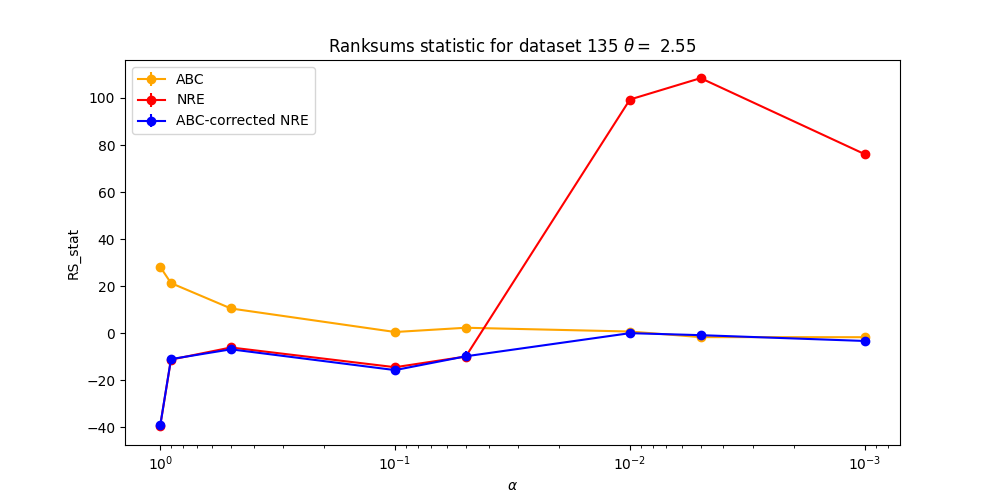 Ranksums statistic for dataset 135 θ = 2.55
ABC
NRE
ABC-corrected NRE
RS_stat
100
80
60
40
20
0
−20
−40
10⁰
10⁻¹
10⁻²
10⁻³
α